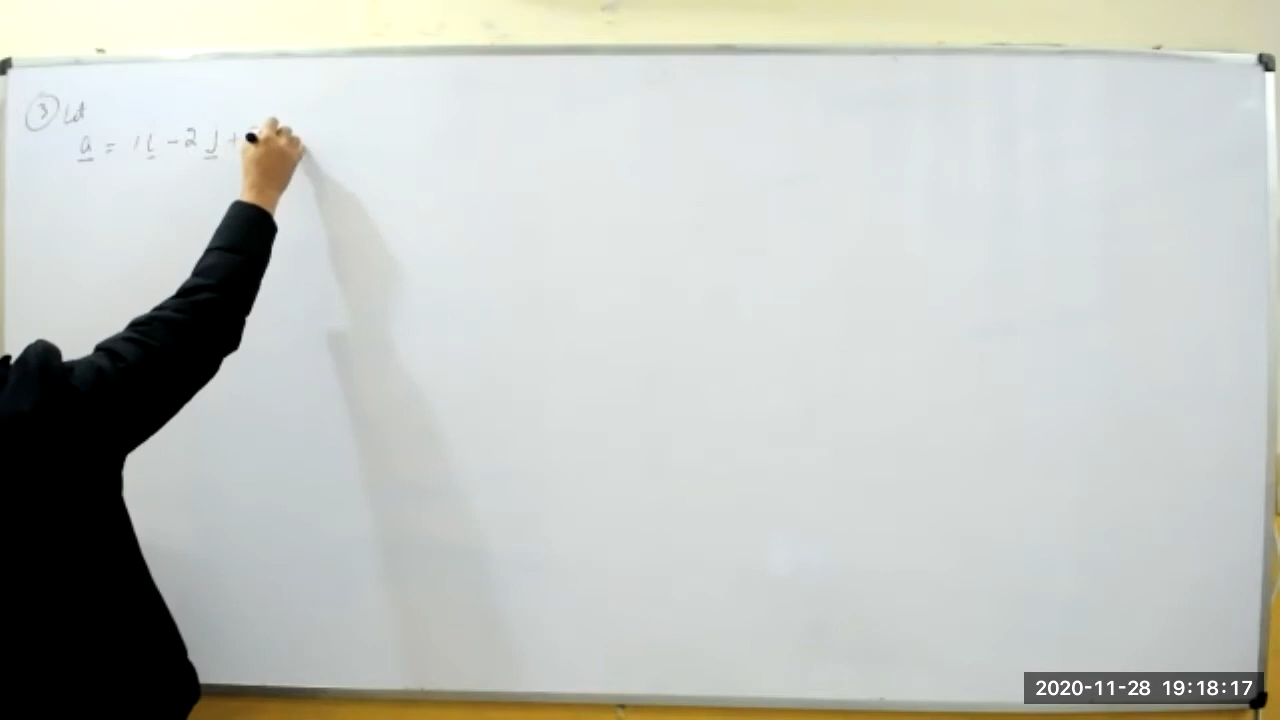 ③ Let
a = 1i - 2j +
2020-11-28 19:18:17